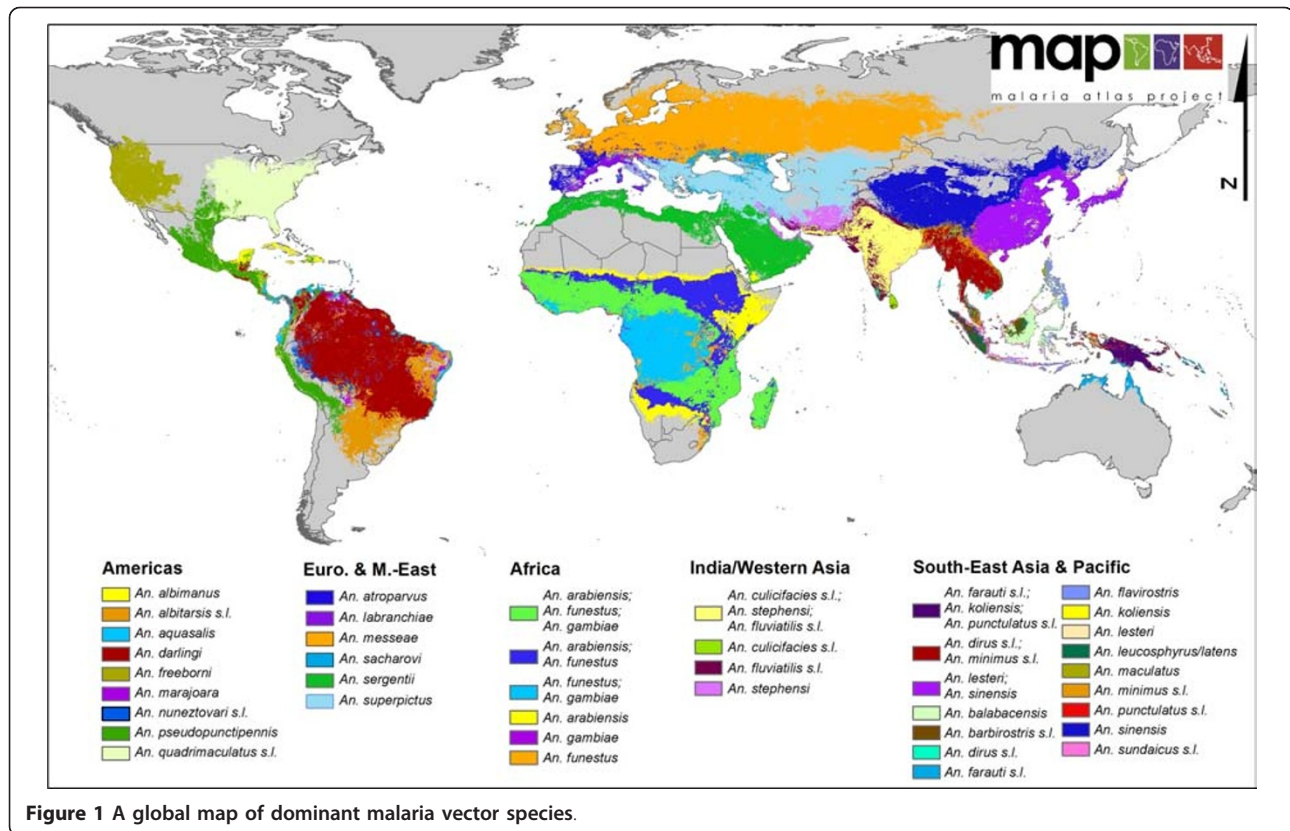 map
malaria atlas project
N
Americas
An. albimanus
An. albitarsis s.l.
An. aquasalis
An. darlingi
An. freeborni
An. marajoara
An. nuneztovari s.l.
An. pseudopunctipennis
An. quadrimaculatus s.l.
Euro. & M.-East
An. atroparvus
An. labranchiae
An. messeae
An. sacharovi
An. sergentii
An. superpictus
Africa
An. arabiensis;
An. funestus;
An. gambiae
An. arabiensis;
An. funestus
An. funestus;
An. gambiae
An. arabiensis
An. gambiae
An. funestus
India/Western Asia
An. culicifacies s.l.;
An. stephensi;
An. fluviatilis s.l.
An. culicifacies s.l.
An. fluviatilis s.l.
An. stephensi
South-East Asia & Pacific
An. farauti s.l.;
An. koliensis;
An. punctulatus s.l.
An. dirus s.l.;
An. minimus s.l.
An. lesteri;
An. sinensis
An. balabacensis
An. barbirostris s.l.
An. dirus s.l.
An. farauti s.l.
An. flavirostris
An. koliensis
An. lesteri
An. leucosphyrus/latens
An. maculatus
An. minimus s.l.
An. punctulatus s.l.
An. sinensis
An. sundaicus s.l.
Figure 1 A global map of dominant malaria vector species.